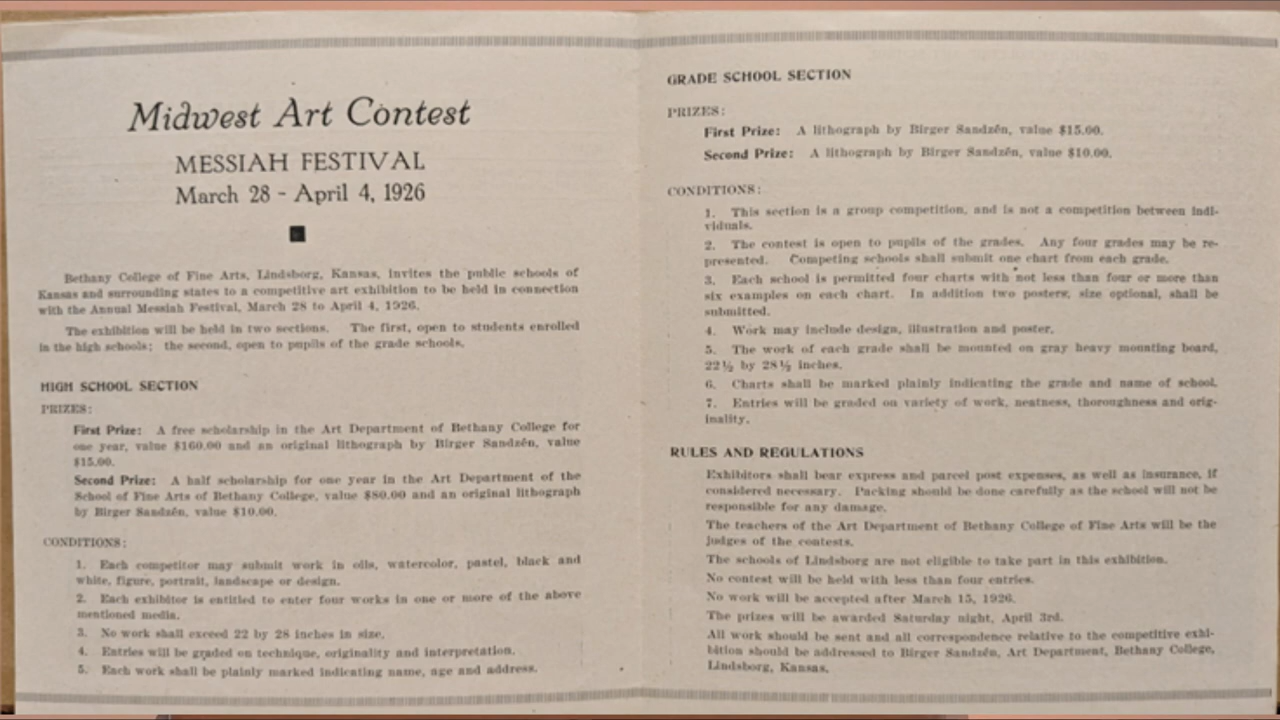 Midwest Art Contest
MESSIAH FESTIVAL
March 28 - April 4, 1926
Bethany College of Fine Arts, Lindsborg, Kansas, invites the public schools of
Kansas and surrounding states to a competitive art exhibition to be held in connection
with the Annual Messiah Festival, March 28 to April 4, 1926.
The exhibition will be held in two sections. The first, open to students enrolled
in the high schools; the second, open to pupils of the grade schools.
HIGH SCHOOL SECTION
PRIZES:
First Prize: A free scholarship in the Art Department of Bethany College for
one year, value $160.00 and an original lithograph by Birger Sandzén, value
$15.00.
Second Prize: A half scholarship for one year in the Art Department of the
School of Fine Arts of Bethany College, value $80.00 and an original lithograph
by Birger Sandzén, value $10.00.
CONDITIONS:
1. Each competitor may submit work in oils, watercolor, pastel, black and
white, figure, portrait, landscape or design.
2. Each exhibitor is entitled to enter four works in one or more of the above
mentioned media.
3. No work shall exceed 22 by 28 inches in size.
4. Entries will be graded on technique, originality and interpretation.
5. Each work shall be plainly marked indicating name, age and address.
GRADE SCHOOL SECTION
PRIZES:
First Prize: A lithograph by Birger Sandzén, value $15.00.
Second Prize: A lithograph by Birger Sandzén, value $10.00.
CONDITIONS:
1. This section is a group competition, and is not a competition between indi-
viduals.
2. The contest is open to pupils of the grades. Any four grades may be re-
presented. Competing schools shall submit one chart from each grade.
3. Each school is permitted four charts with not less than four or more than
six examples on each chart. In addition two posters, size optional, shall be
submitted.
4. Work may include design, illustration and poster.
5. The work of each grade shall be mounted on gray heavy mounting board,
22½ by 28½ inches.
6. Charts shall be marked plainly indicating the grade and name of school.
7. Entries will be graded on variety of work, neatness, thoroughness and orig-
inality.
RULES AND REGULATIONS
Exhibitors shall bear express and parcel post expenses, as well as insurance, if
considered necessary. Packing should be done carefully as the school will not be
responsible for any damage.
The teachers of the Art Department of Bethany College of Fine Arts will be the
judges of the contests.
The schools of Lindsborg are not eligible to take part in this exhibition.
No contest will be held with less than four entries.
No work will be accepted after March 15, 1926.
The prizes will be awarded Saturday night, April 3rd.
All work should be sent and all correspondence relative to the competitive exhi-
bition should be addressed to Birger Sandzén, Art Department, Bethany College,
Lindsborg, Kansas.